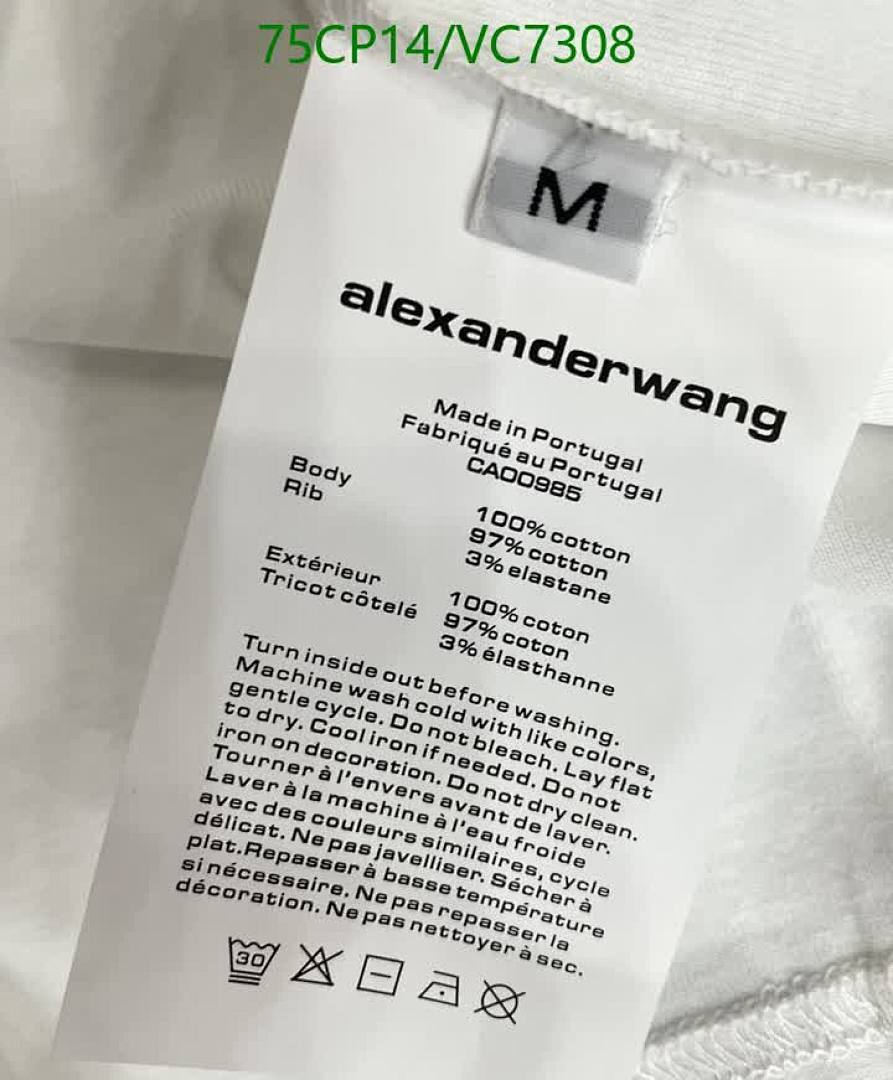 75CP14/VC7308
M
alexanderwang
Made in Portugal
Fabriqué au Portugal
CA00985
Body 100% cotton
Rib 97% cotton
3% elastane
Extérieur 100% coton
Tricot côtelé 97% coton
3% élasthanne
Turn inside out before washing.
Machine wash cold with like colors,
gentle cycle. Do not bleach. Lay flat
to dry. Cool iron if needed. Do not
iron on decoration. Do not dry clean.
Tourner à l'envers avant de laver.
Laver à la machine à l'eau froide
avec des couleurs similaires, cycle
délicat. Ne pas javelliser. Sécher à
plat. Repasser à basse température
si nécessaire. Ne pas repasser la
décoration. Ne pas nettoyer à sec.
30